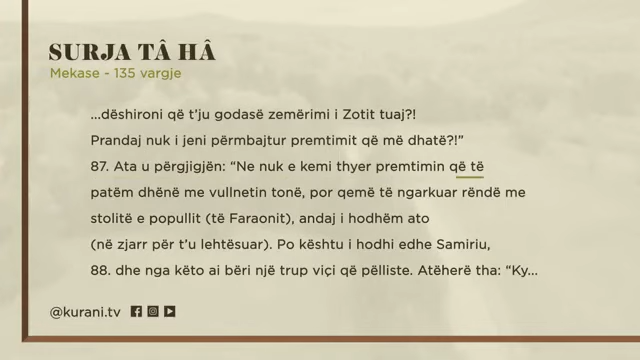 SURJA TÂ HÂ
Mekase - 135 vargje
...dëshironi që t’ju godasë zemërimi i Zotit tuaj?!
Prandaj nuk i jeni përmbajtur premtimit që më dhatë?!”
87. Ata u përgjigjën: “Ne nuk e kemi thyer premtimin që të
patëm dhënë me vullnetin tonë, por qemë të ngarkuar rëndë me
stolitë e popullit (të Faraonit), andaj i hodhëm ato
(në zjarr për t’u lehtësuar). Po kështu i hodhi edhe Samiriu,
88. dhe nga këto ai bëri një trup viçi që pëlliste. Atëherë tha: “Ky...
@kurani.tv